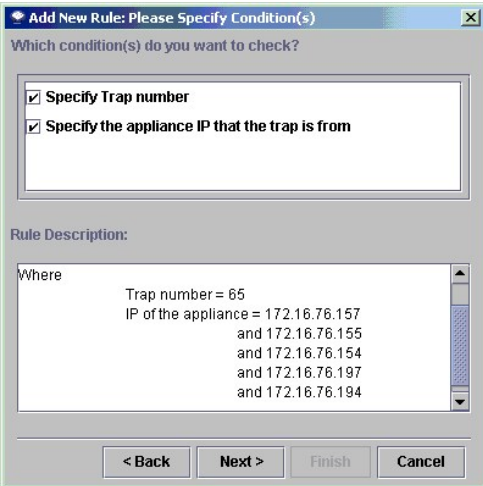 Add New Rule: Please Specify Condition(s)
Which condition(s) do you want to check?
Specify Trap number
Specify the appliance IP that the trap is from
Rule Description:
Where
Trap number = 65
IP of the appliance = 172.16.76.157
and 172.16.76.155
and 172.16.76.154
and 172.16.76.197
and 172.16.76.194
< Back
Next >
Finish
Cancel